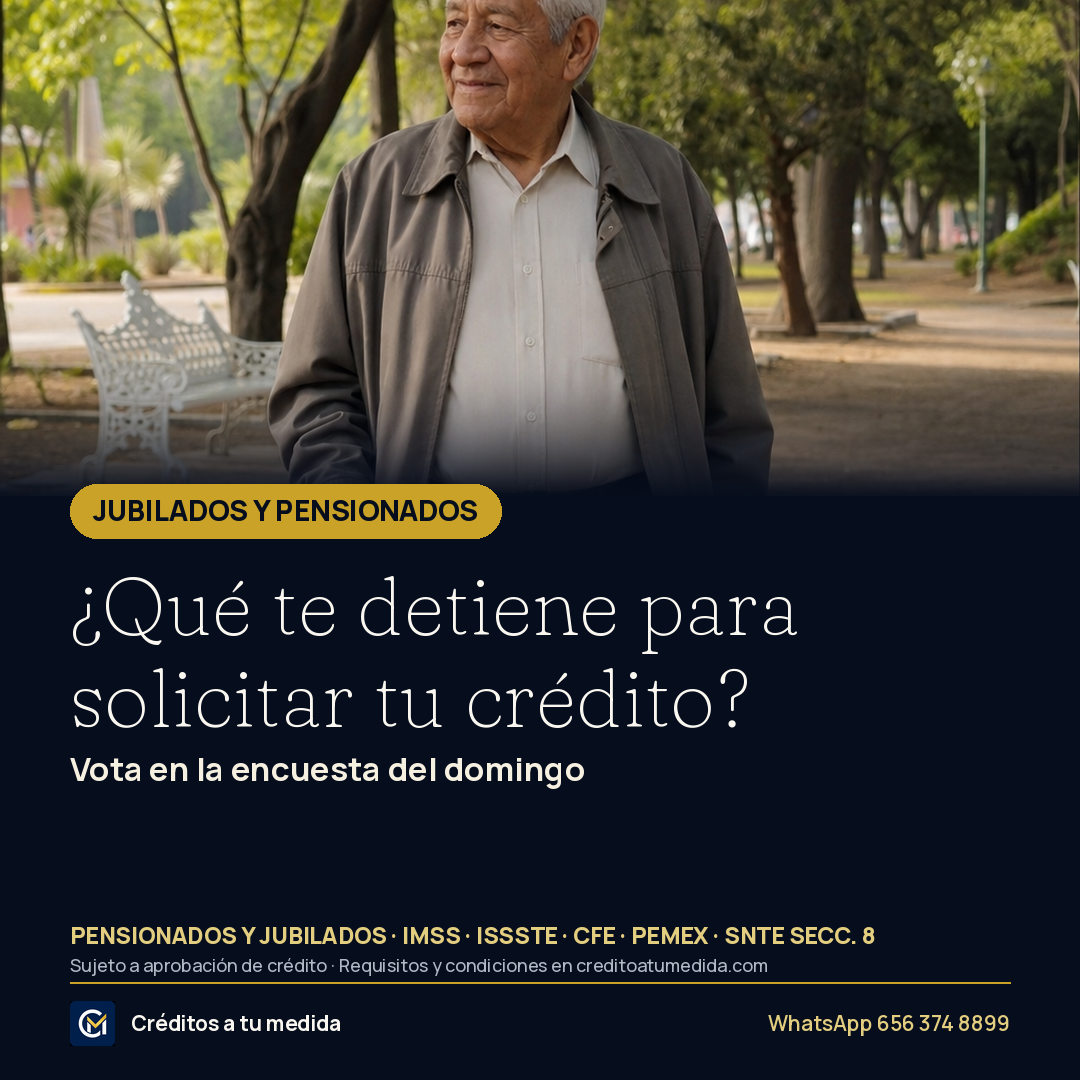 JUBILADOS Y PENSIONADOS
¿Qué te detiene para
solicitar tu crédito?
Vota en la encuesta del domingo
PENSIONADOS Y JUBILADOS · IMSS · ISSSTE · CFE · PEMEX · SNTE SECC. 8
Sujeto a aprobación de crédito · Requisitos y condiciones en creditoatumedida.com
Créditos a tu medida
WhatsApp 656 374 8899